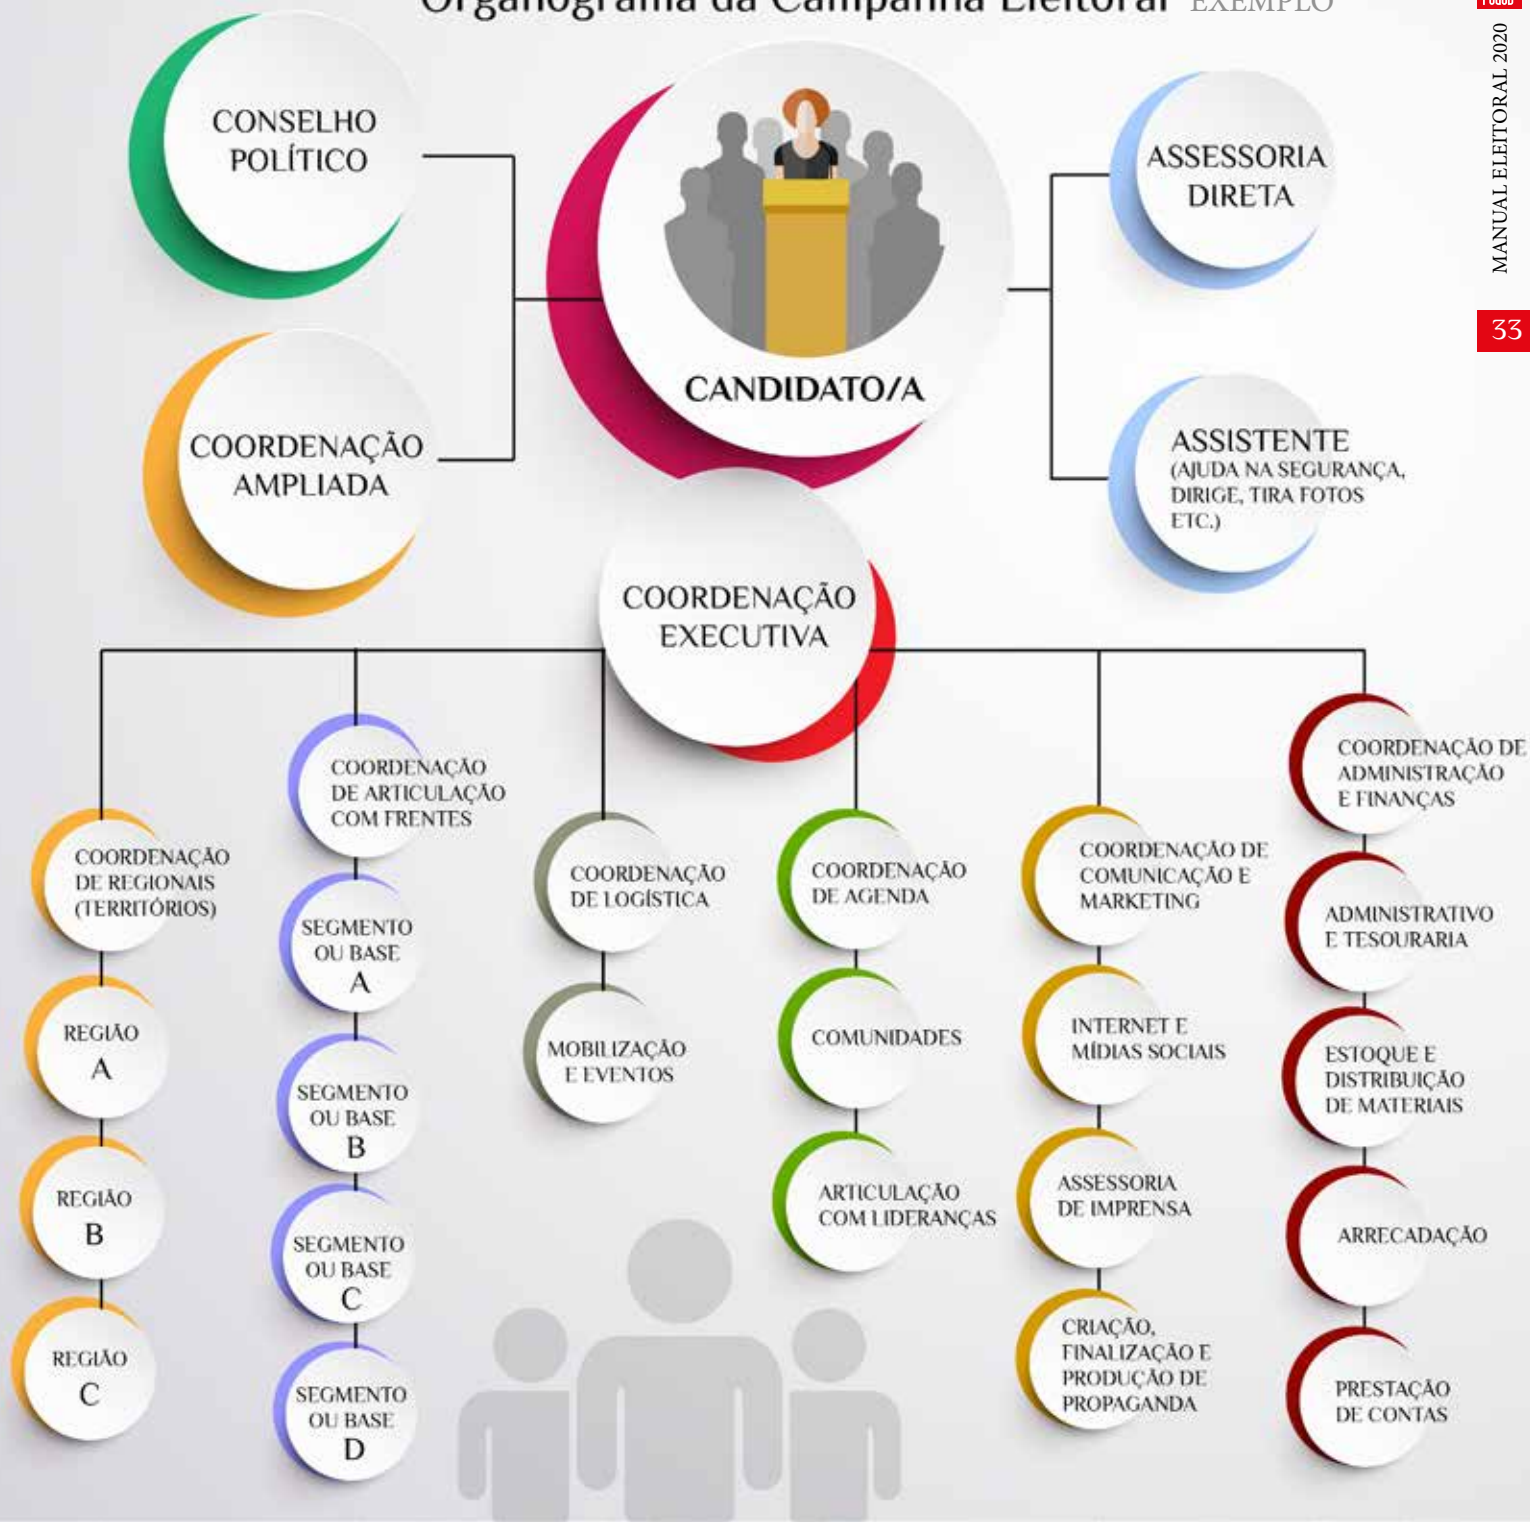 Organograma da Campanha Eleitoral EXEMPLO
MANUAL ELEITORAL 2020
33
CONSELHO
POLÍTICO
CANDIDATO/A
ASSESSORIA
DIRETA
COORDENAÇÃO
AMPLIADA
ASSISTENTE
(AJUDA NA SEGURANÇA,
DIRIGE, TIRA FOTOS
ETC.)
COORDENAÇÃO
EXECUTIVA
COORDENAÇÃO
DE REGIONAIS
(TERRITÓRIOS)
REGIÃO
A
REGIÃO
B
REGIÃO
C
COORDENAÇÃO
DE ARTICULAÇÃO
COM FRENTES
SEGMENTO
OU BASE
A
SEGMENTO
OU BASE
B
SEGMENTO
OU BASE
C
SEGMENTO
OU BASE
D
COORDENAÇÃO
DE LOGÍSTICA
MOBILIZAÇÃO
E EVENTOS
COORDENAÇÃO
DE AGENDA
COMUNIDADES
ARTICULAÇÃO
COM LIDERANÇAS
COORDENAÇÃO DE
COMUNICAÇÃO E
MARKETING
INTERNET E
MÍDIAS SOCIAIS
ASSESSORIA
DE IMPRENSA
CRIAÇÃO,
FINALIZAÇÃO E
PRODUÇÃO DE
PROPAGANDA
COORDENAÇÃO DE
ADMINISTRAÇÃO
E FINANÇAS
ADMINISTRATIVO
E TESOURARIA
ESTOQUE E
DISTRIBUIÇÃO
DE MATERIAIS
ARRECADAÇÃO
PRESTAÇÃO
DE CONTAS